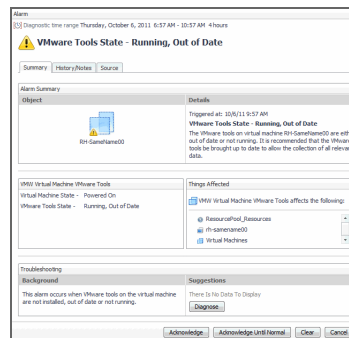 Alarm
Diagnostic time range Thursday, October 6, 2011 6:57 AM - 10:57 AM 4 hours
VMware Tools State - Running, Out of Date
Summary History/Notes Source
Alarm Summary
Object
RH-SameName00
Details
Triggered at: 10/6/11 9:57 AM
VMware Tools State - Running, Out of Date
The VMware tools on virtual machine RH-SameName00 are eith
out of date or not running. It is recommended that the VMwar
tools be brought up to date to allow the collection of all relevan
data.
VMW Virtual Machine VMware Tools
Virtual Machine State - Powered On
VMware Tools State - Running, Out of Date
Things Affected
VMW Virtual Machine VMware Tools affects the following:
ResourcePool_Resources
rh-samename00
Virtual Machines
Troubleshooting
Background
This alarm occurs when VMware tools on the virtual machine
are not installed, out of date or not running.
Suggestions
There Is No Data To Display
Diagnose
Acknowledge Acknowledge Until Normal Clear Cancel